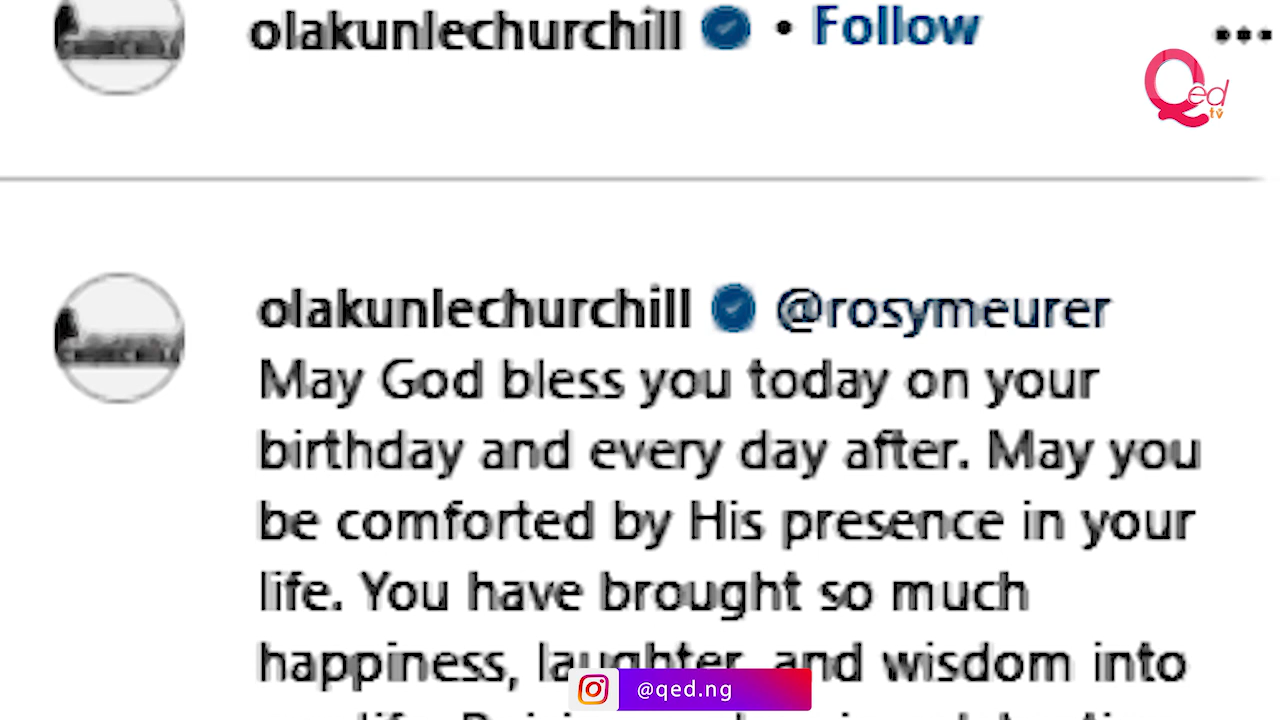 olakunlechurchill • Follow
Qed
tv
olakunlechurchill @rosymeurer
May God bless you today on your
birthday and every day after. May you
be comforted by His presence in your
life. You have brought so much
happiness, laughter, and wisdom into
@qed.ng